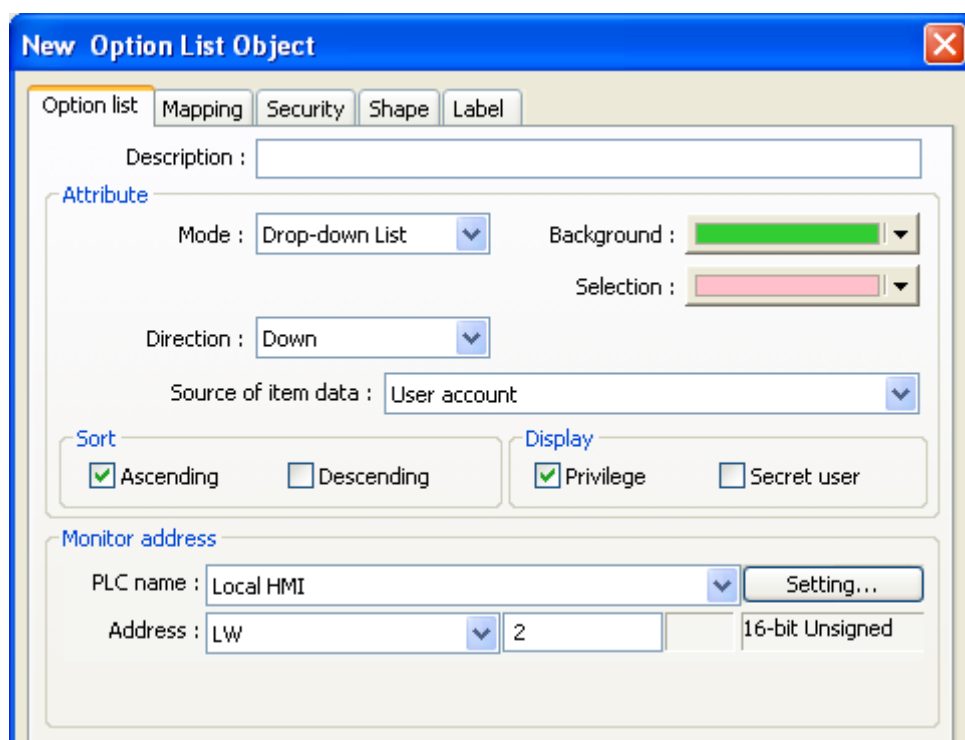 New Option List Object
Option list Mapping Security Shape Label
Description :
Attribute
Mode : Drop-down List Background :
Selection :
Direction : Down
Source of item data : User account
Sort Display
Ascending Descending Privilege Secret user
Monitor address
PLC name : Local HMI Setting...
Address : LW 2 16-bit Unsigned